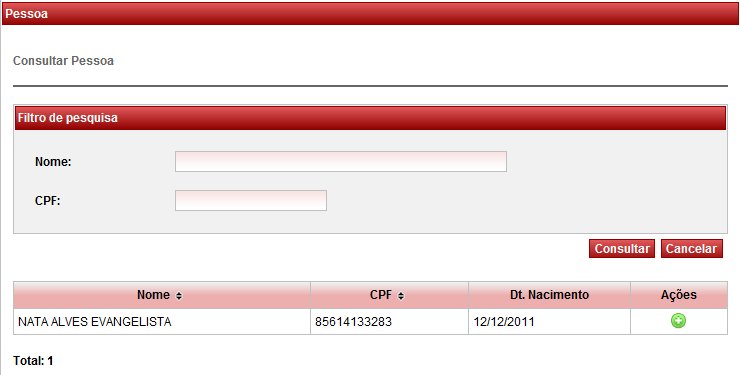 Pessoa
Consultar Pessoa
Filtro de pesquisa
Nome:
CPF:
Consultar Cancelar
Nome CPF Dt. Nacimento Ações
NATA ALVES EVANGELISTA 85614133283 12/12/2011
Total: 1